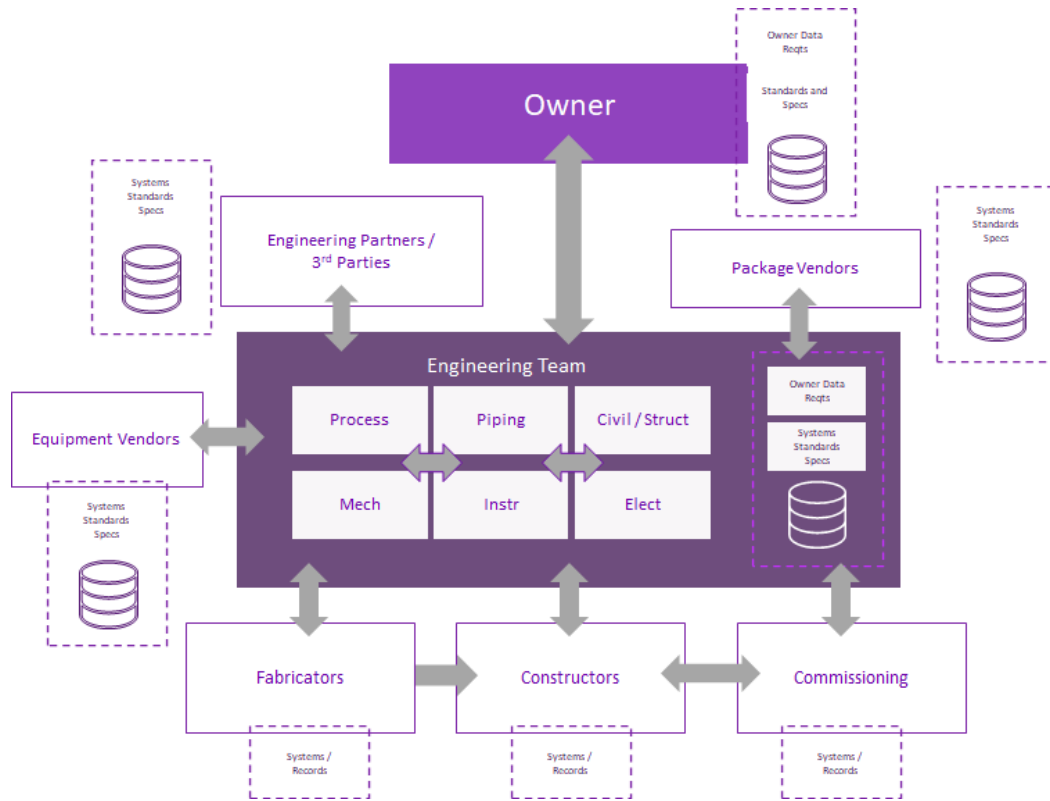 Owner Data
Reqts
Standards and
Specs
Owner
Systems
Standards
Specs
Engineering Partners /
3rd Parties
Package Vendors
Systems
Standards
Specs
Engineering Team
Process
Piping
Civil / Struct
Mech
Instr
Elect
Owner Data
Reqts
Systems
Standards
Specs
Equipment Vendors
Systems
Standards
Specs
Fabricators
Constructors
Commissioning
Systems /
Records
Systems /
Records
Systems /
Records